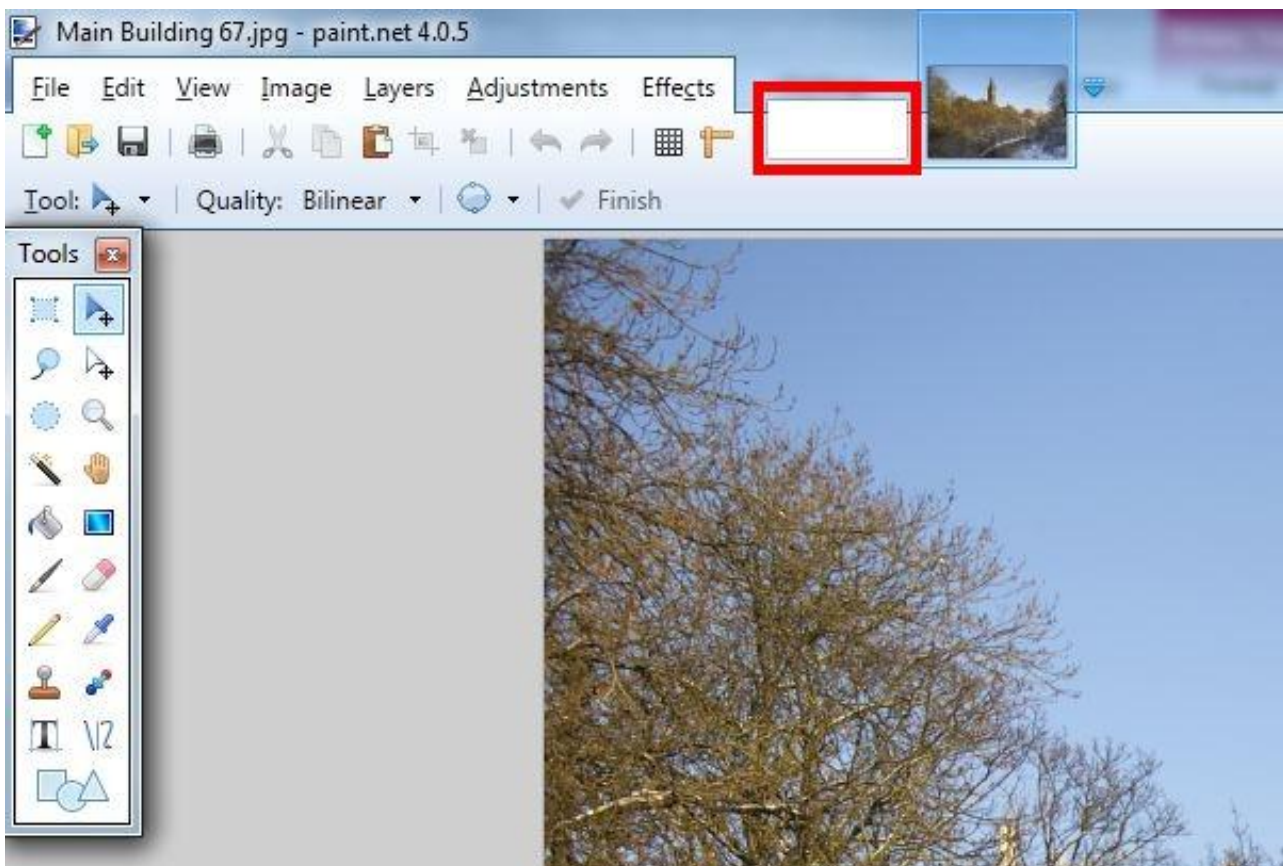 Main Building 67.jpg - paint.net 4.0.5
File Edit View Image Layers Adjustments Effects
Tool: Quality: Bilinear Finish
Tools